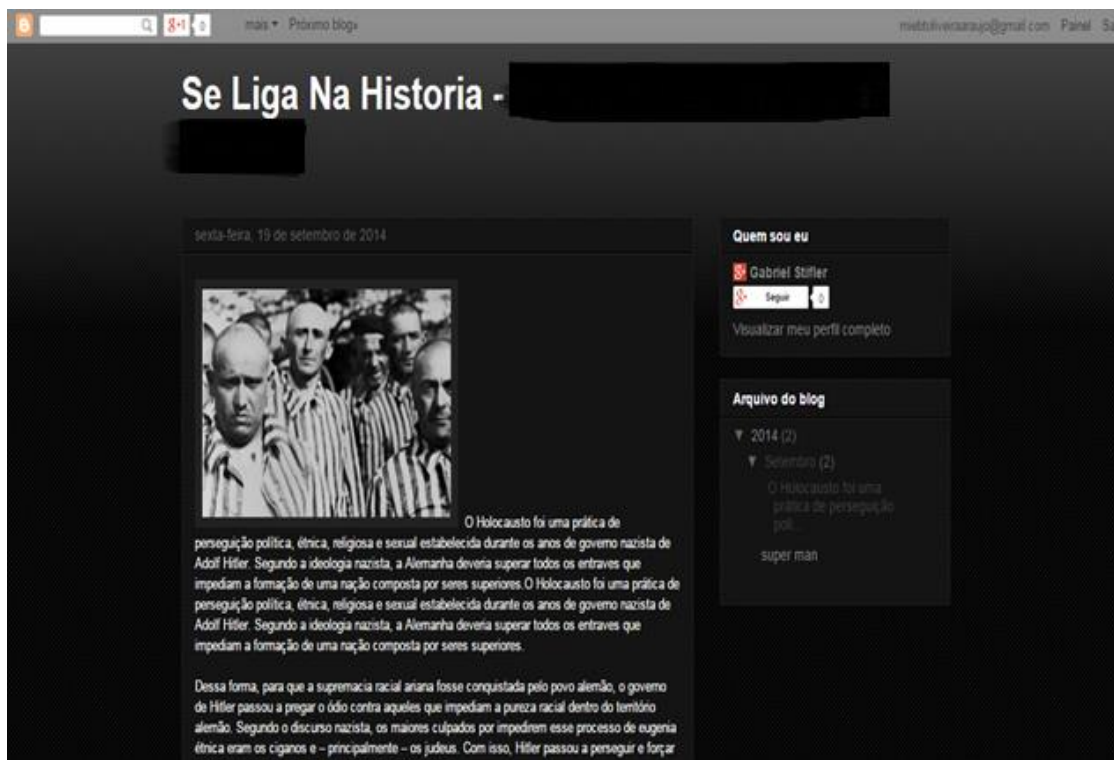 g+1 0 mais ▾ Próximo blog» Painel
Se Liga Na Historia -
sexta-feira, 19 de setembro de 2014
O Holocausto foi uma prática de
perseguição política, étnica, religiosa e sexual estabelecida durante os anos de governo nazista de
Adolf Hitler. Segundo a ideologia nazista, a Alemanha deveria superar todos os entraves que
impediam a formação de uma nação composta por seres superiores.O Holocausto foi uma prática de
perseguição política, étnica, religiosa e sexual estabelecida durante os anos de governo nazista de
Adolf Hitler. Segundo a ideologia nazista, a Alemanha deveria superar todos os entraves que
impediam a formação de uma nação composta por seres superiores.
Dessa forma, para que a supremacia racial ariana fosse conquistada pelo povo alemão, o governo
de Hitler passou a pregar o ódio contra aqueles que impediam a pureza racial dentro do território
alemão. Segundo o discurso nazista, os maiores culpados por impedirem esse processo de eugenia
étnica eram os ciganos e – principalmente – os judeus. Com isso, Hitler passou a perseguir e forçar
Quem sou eu
g+ Gabriel Stifler
g+ Seguir 0
Visualizar meu perfil completo
Arquivo do blog
▼ 2014 (2)
▼ Setembro (2)
O Holocausto foi uma
prática de perseguição
polí...
super man